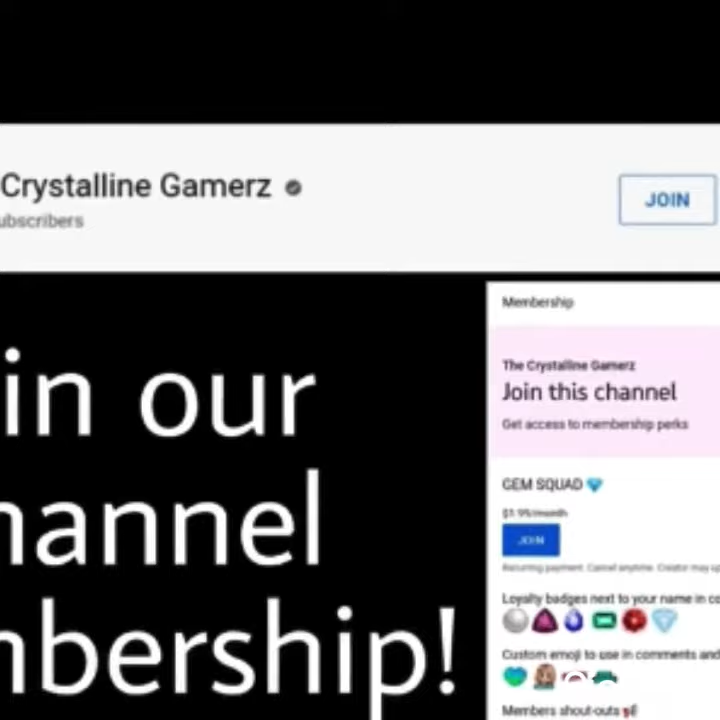 Crystalline Gamerz
ubscribers
JOIN
in our
hannel
mbership!
Membership
The Crystalline Gamerz
Join this channel
Get access to membership perks
GEM SQUAD
$1.99/month
JOIN
Recurring payment. Cancel anytime. Creator may up
Loyalty badges next to your name in co
Custom emoji to use in comments and
Members shout-outs